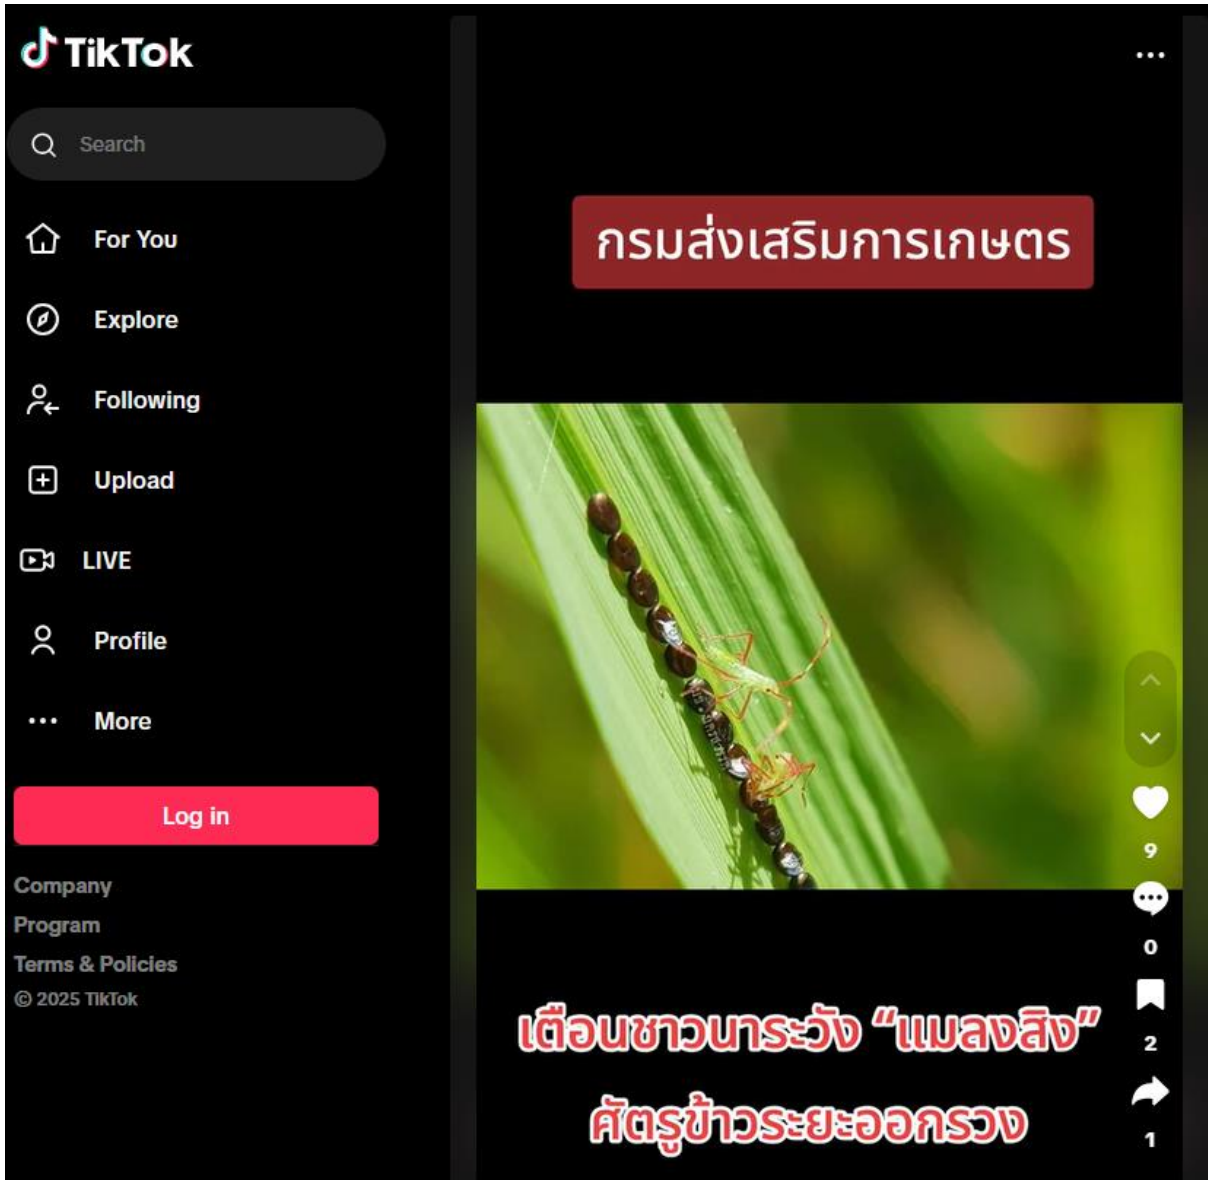 TikTok
Search
For You
Explore
Following
Upload
LIVE
Profile
More
Log in
Company
Program
Terms & Policies
© 2025 TikTok
กรมส่งเสริมการเกษตร
9
0
เตือนชาวนาระวัง “แมลงสิง”
2
ศัตรูข้าวระยะออกรวง
1